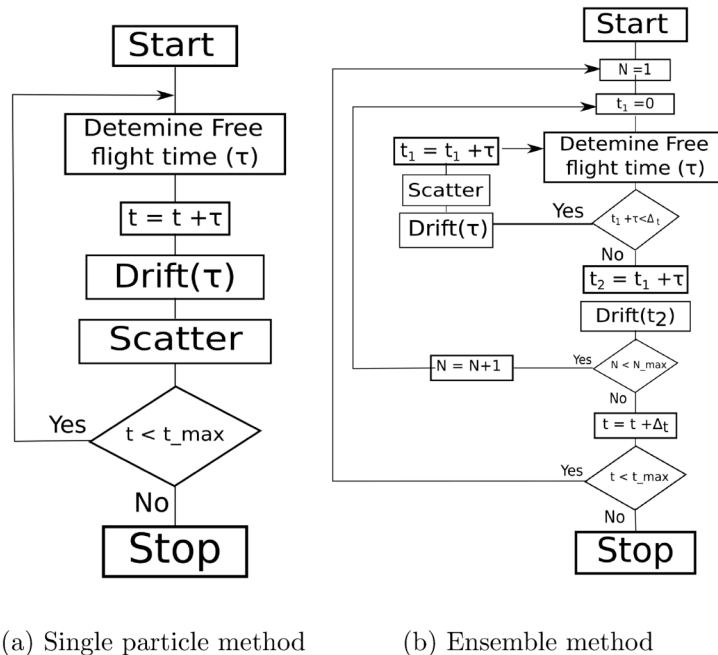 Start
Detemine Free
flight time (τ)
t = t +τ
Drift(τ)
Scatter
t < t_max
Yes
No
Stop
(a) Single particle method
Start
N =1
t₁ =0
Detemine Free
flight time (τ)
t₁ = t₁ +τ
Scatter
Drift(τ)
Yes
t₁ +τ<Δₜ
No
t₂ = t₁ +τ
Drift(t₂)
N = N+1
Yes
N < N_max
No
t = t +Δₜ
Yes
t < t_max
No
Stop
(b) Ensemble method